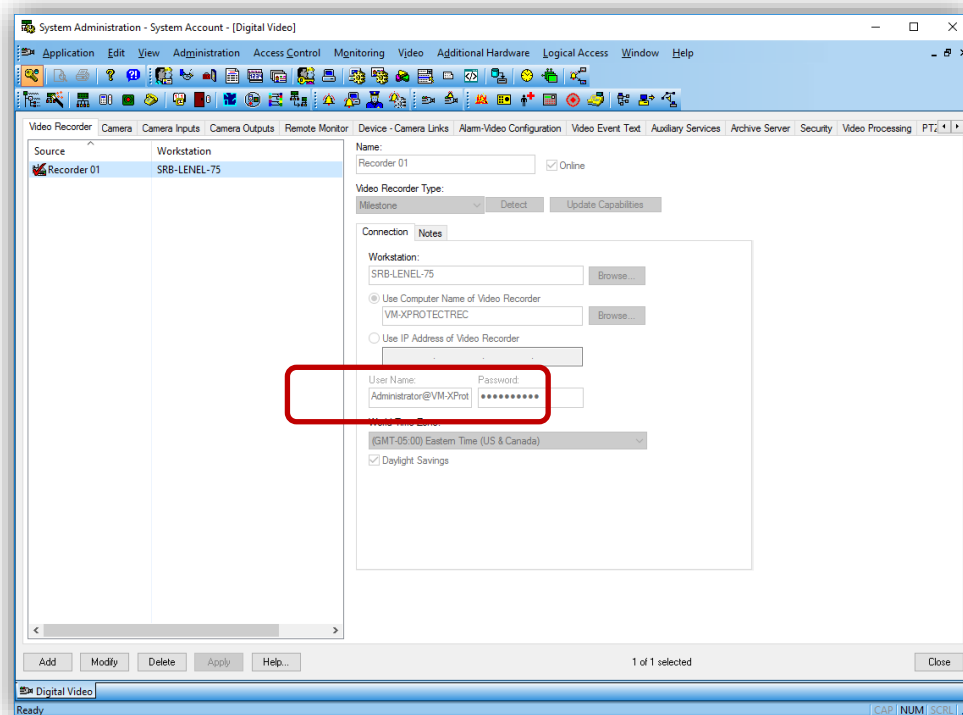 System Administration - System Account - [Digital Video]
Application Edit View Administration Access Control Monitoring Video Additional Hardware Logical Access Window Help
Video Recorder Camera Camera Inputs Camera Outputs Remote Monitor Device - Camera Links Alarm-Video Configuration Video Event Text Auxiliary Services Archive Server Security Video Processing PTZ
Source Workstation
Recorder 01 SRB-LENEL-75
Name:
Recorder 01 Online
Video Recorder Type:
Milestone Detect Update Capabilities
Connection Notes
Workstation:
SRB-LENEL-75 Browse...
Use Computer Name of Video Recorder
VM-XPROTECTREC Browse...
Use IP Address of Video Recorder
. . .
User Name: Password:
Administrator@VM-XProt ••••••••••
World Time Zone:
(GMT-05:00) Eastern Time (US & Canada)
Daylight Savings
Add Modify Delete Apply Help... 1 of 1 selected Close
Digital Video
Ready CAP NUM SCRL